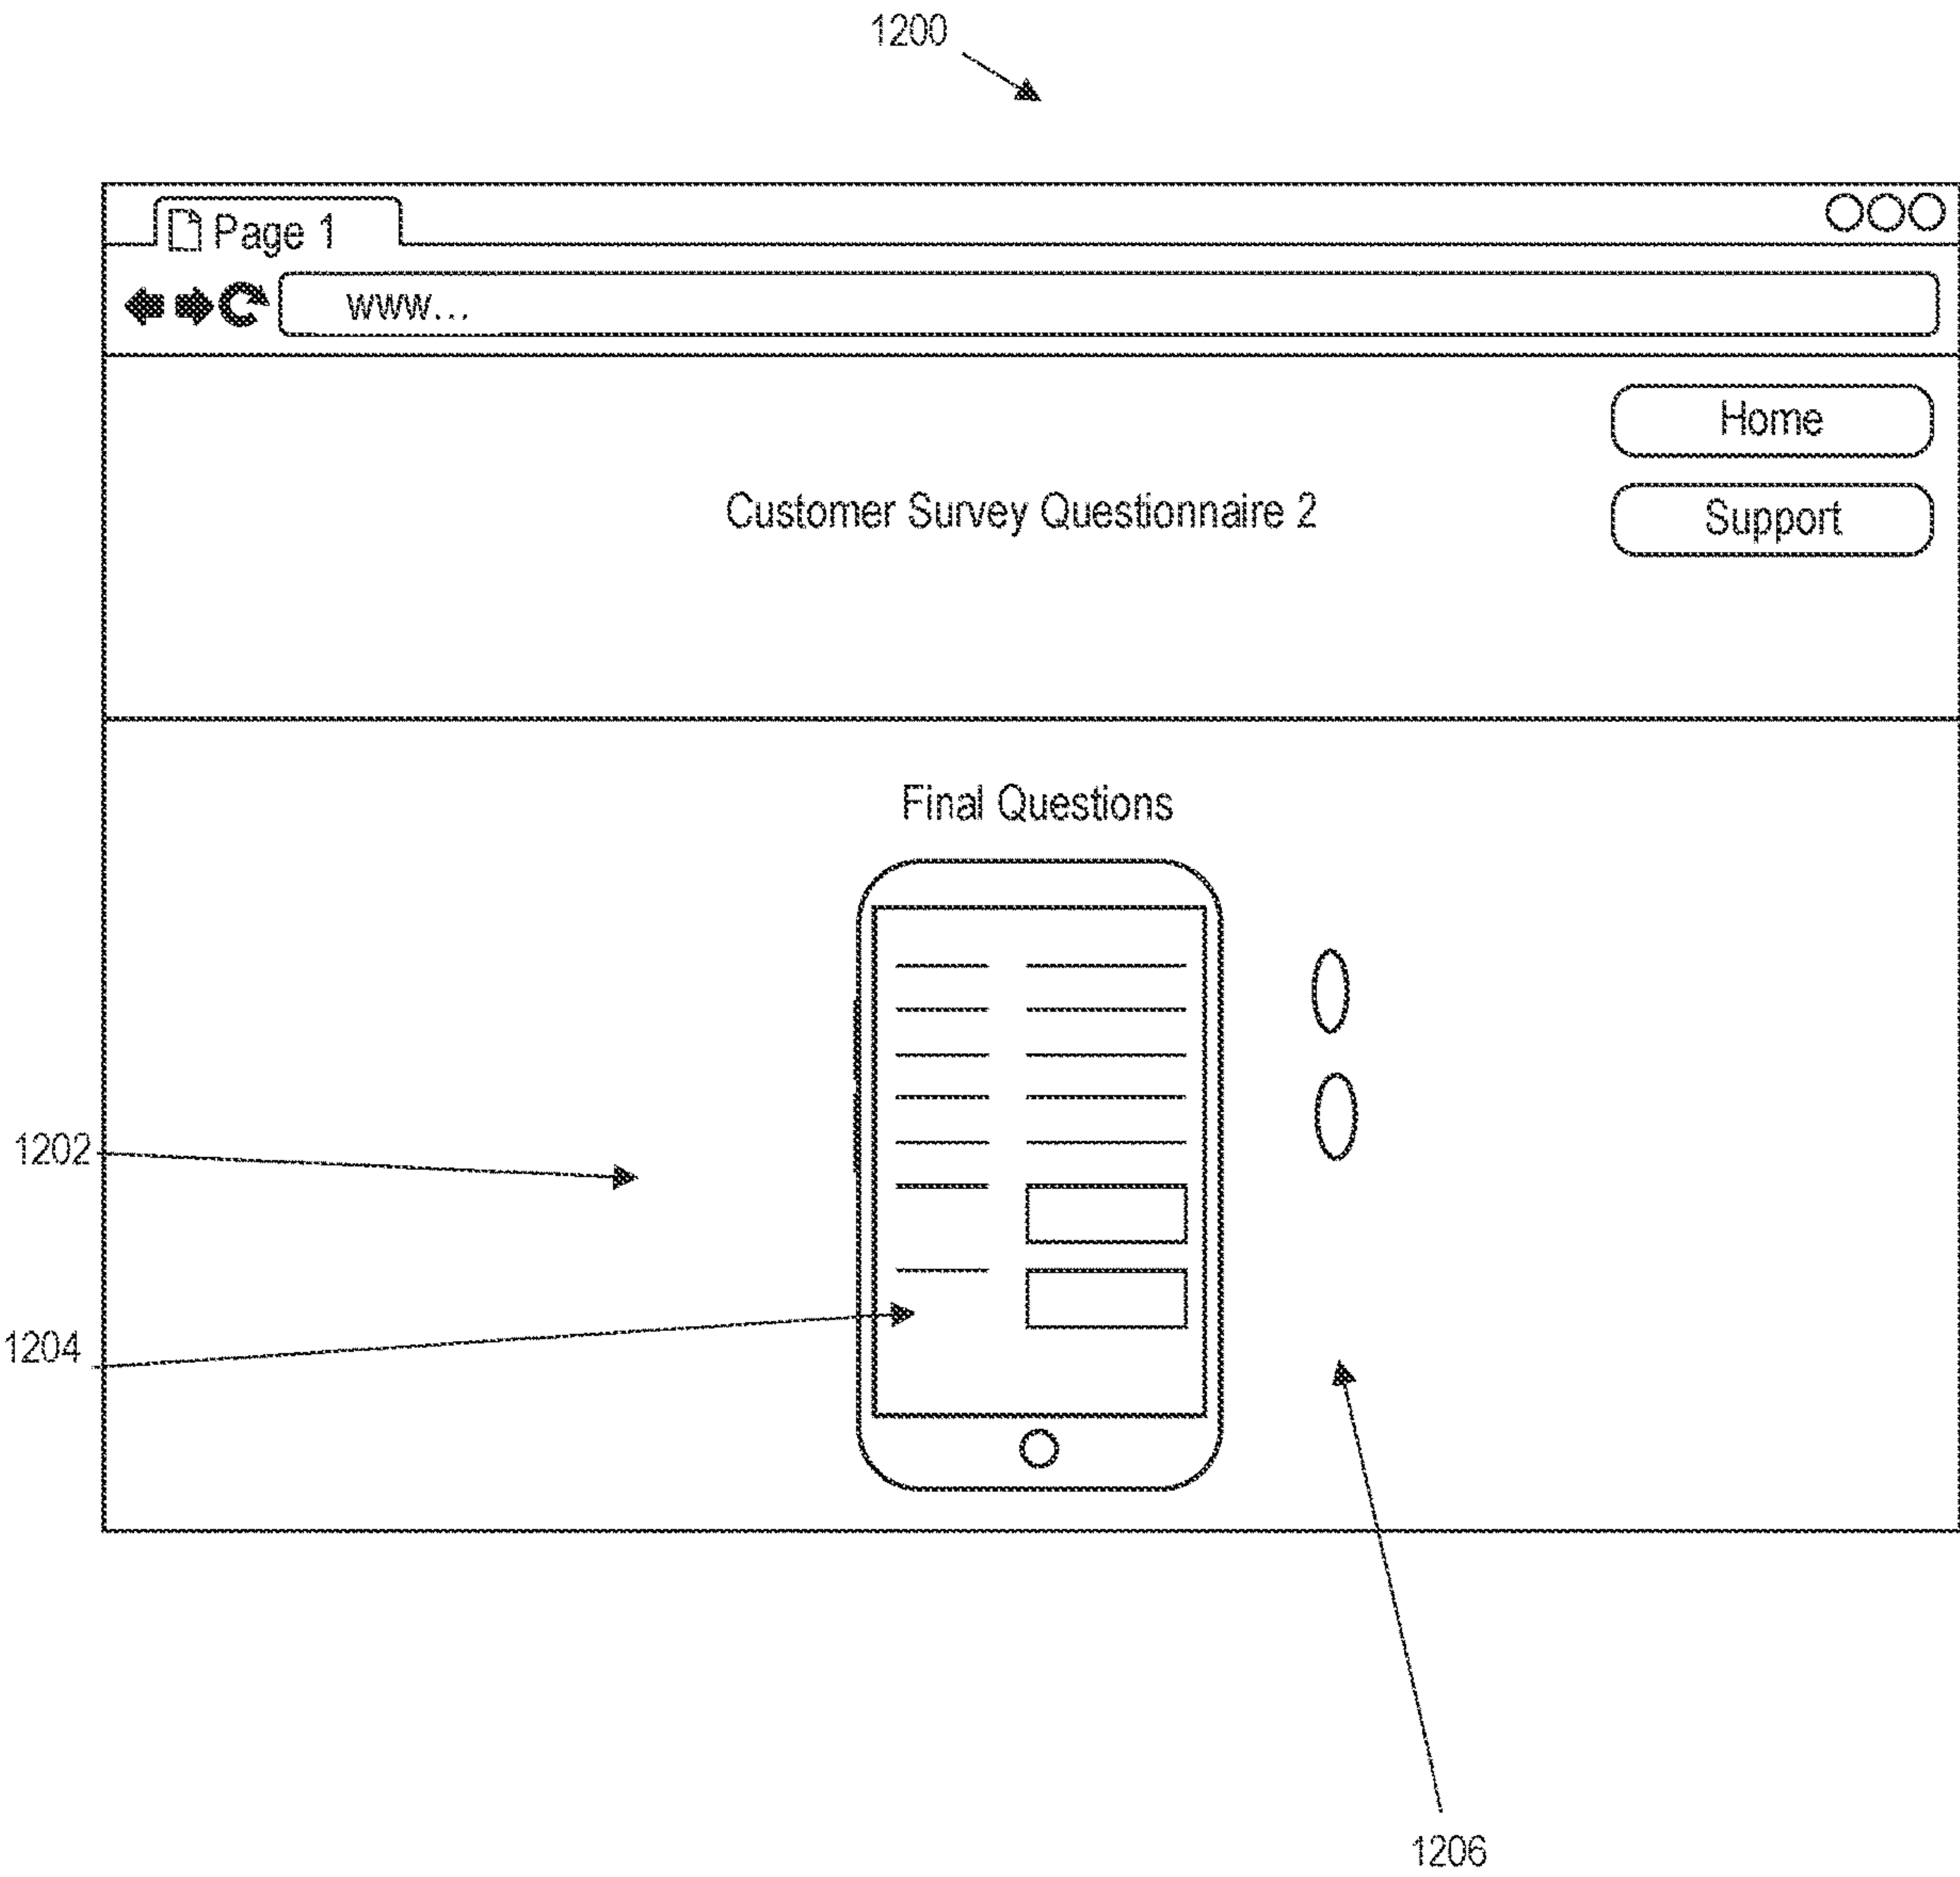 1200
Page 1
www...
Home
Customer Survey Questionnaire 2
Support
Final Questions
1202
1204
1206